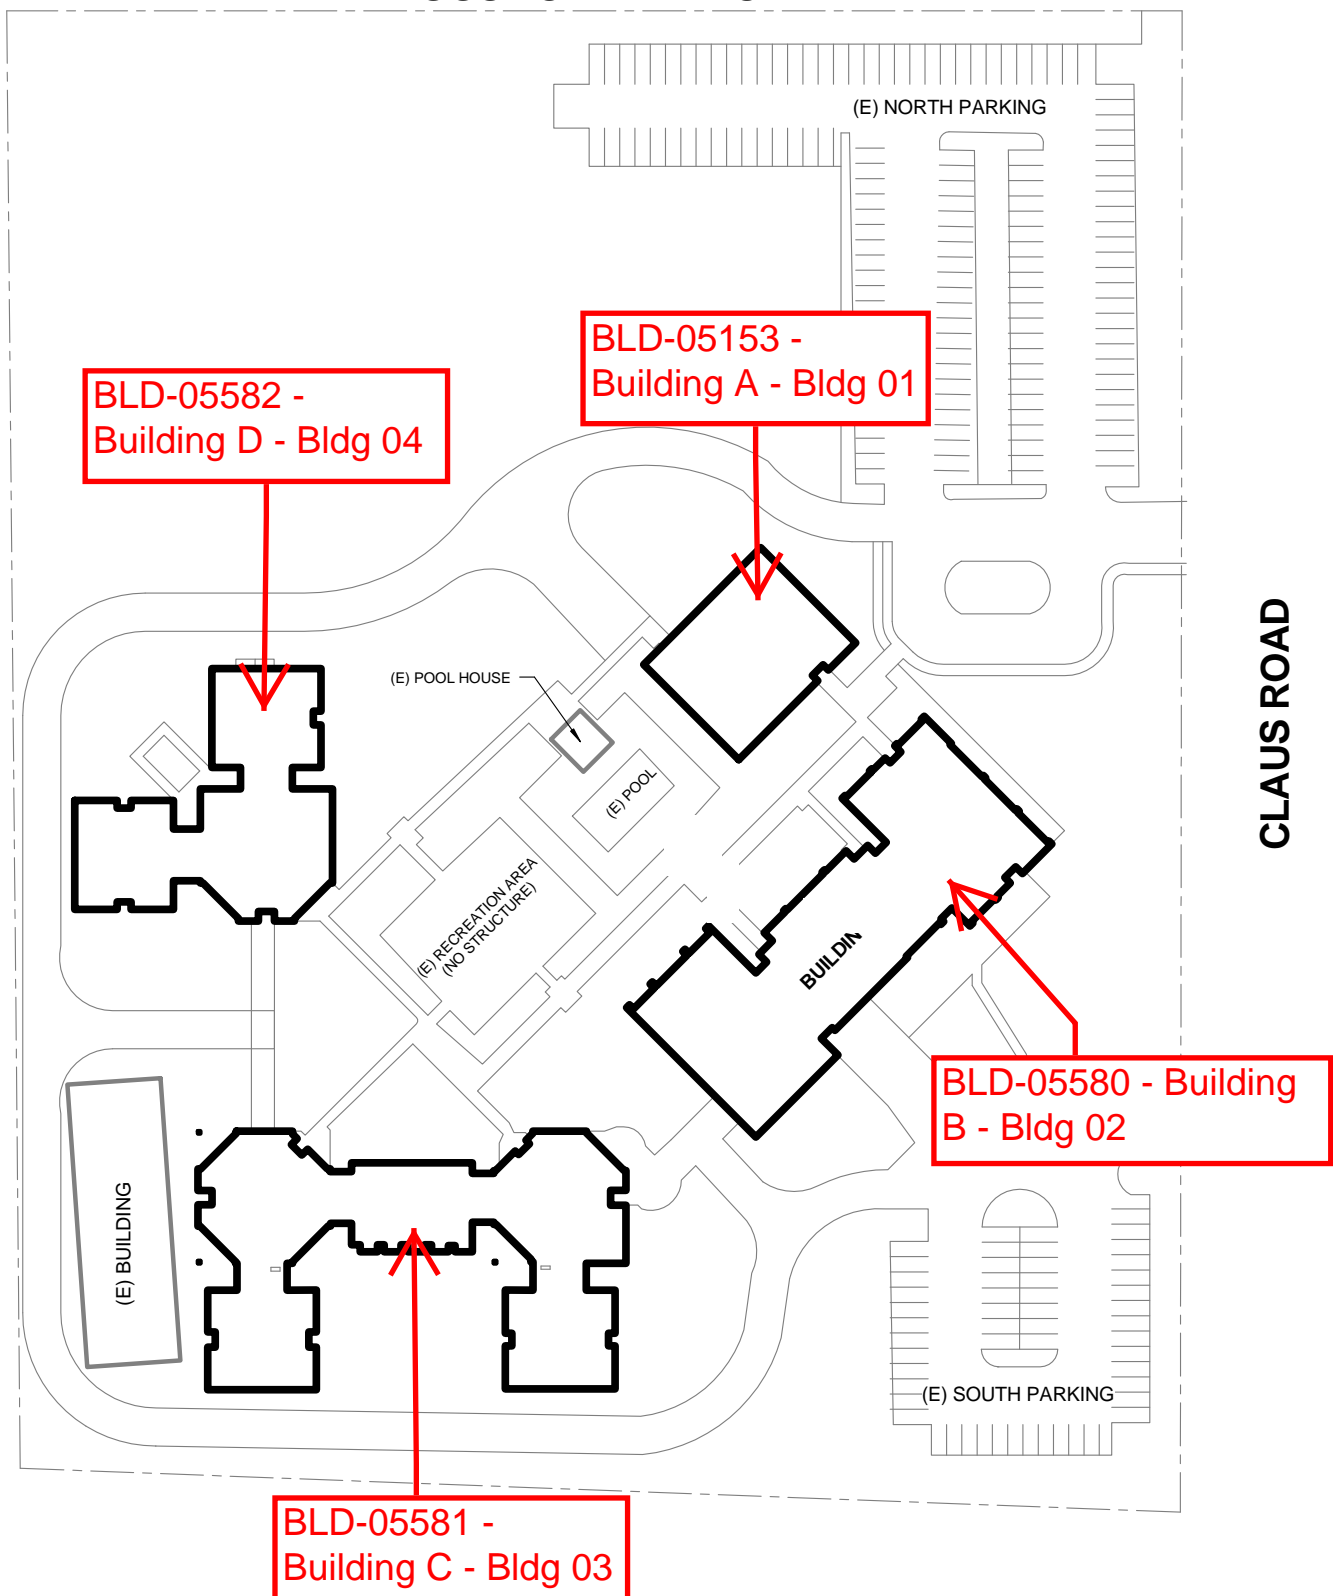 (E) NORTH PARKING
BLD-05153 -
Building A - Bldg 01
BLD-05582 -
Building D - Bldg 04
CLAUS ROAD
(E) POOL HOUSE
(E) POOL
(E) RECREATION AREA
(NO STRUCTURE)
BUILDIN
BLD-05580 - Building
B - Bldg 02
(E) BUILDING
(E) SOUTH PARKING
BLD-05581 -
Building C - Bldg 03